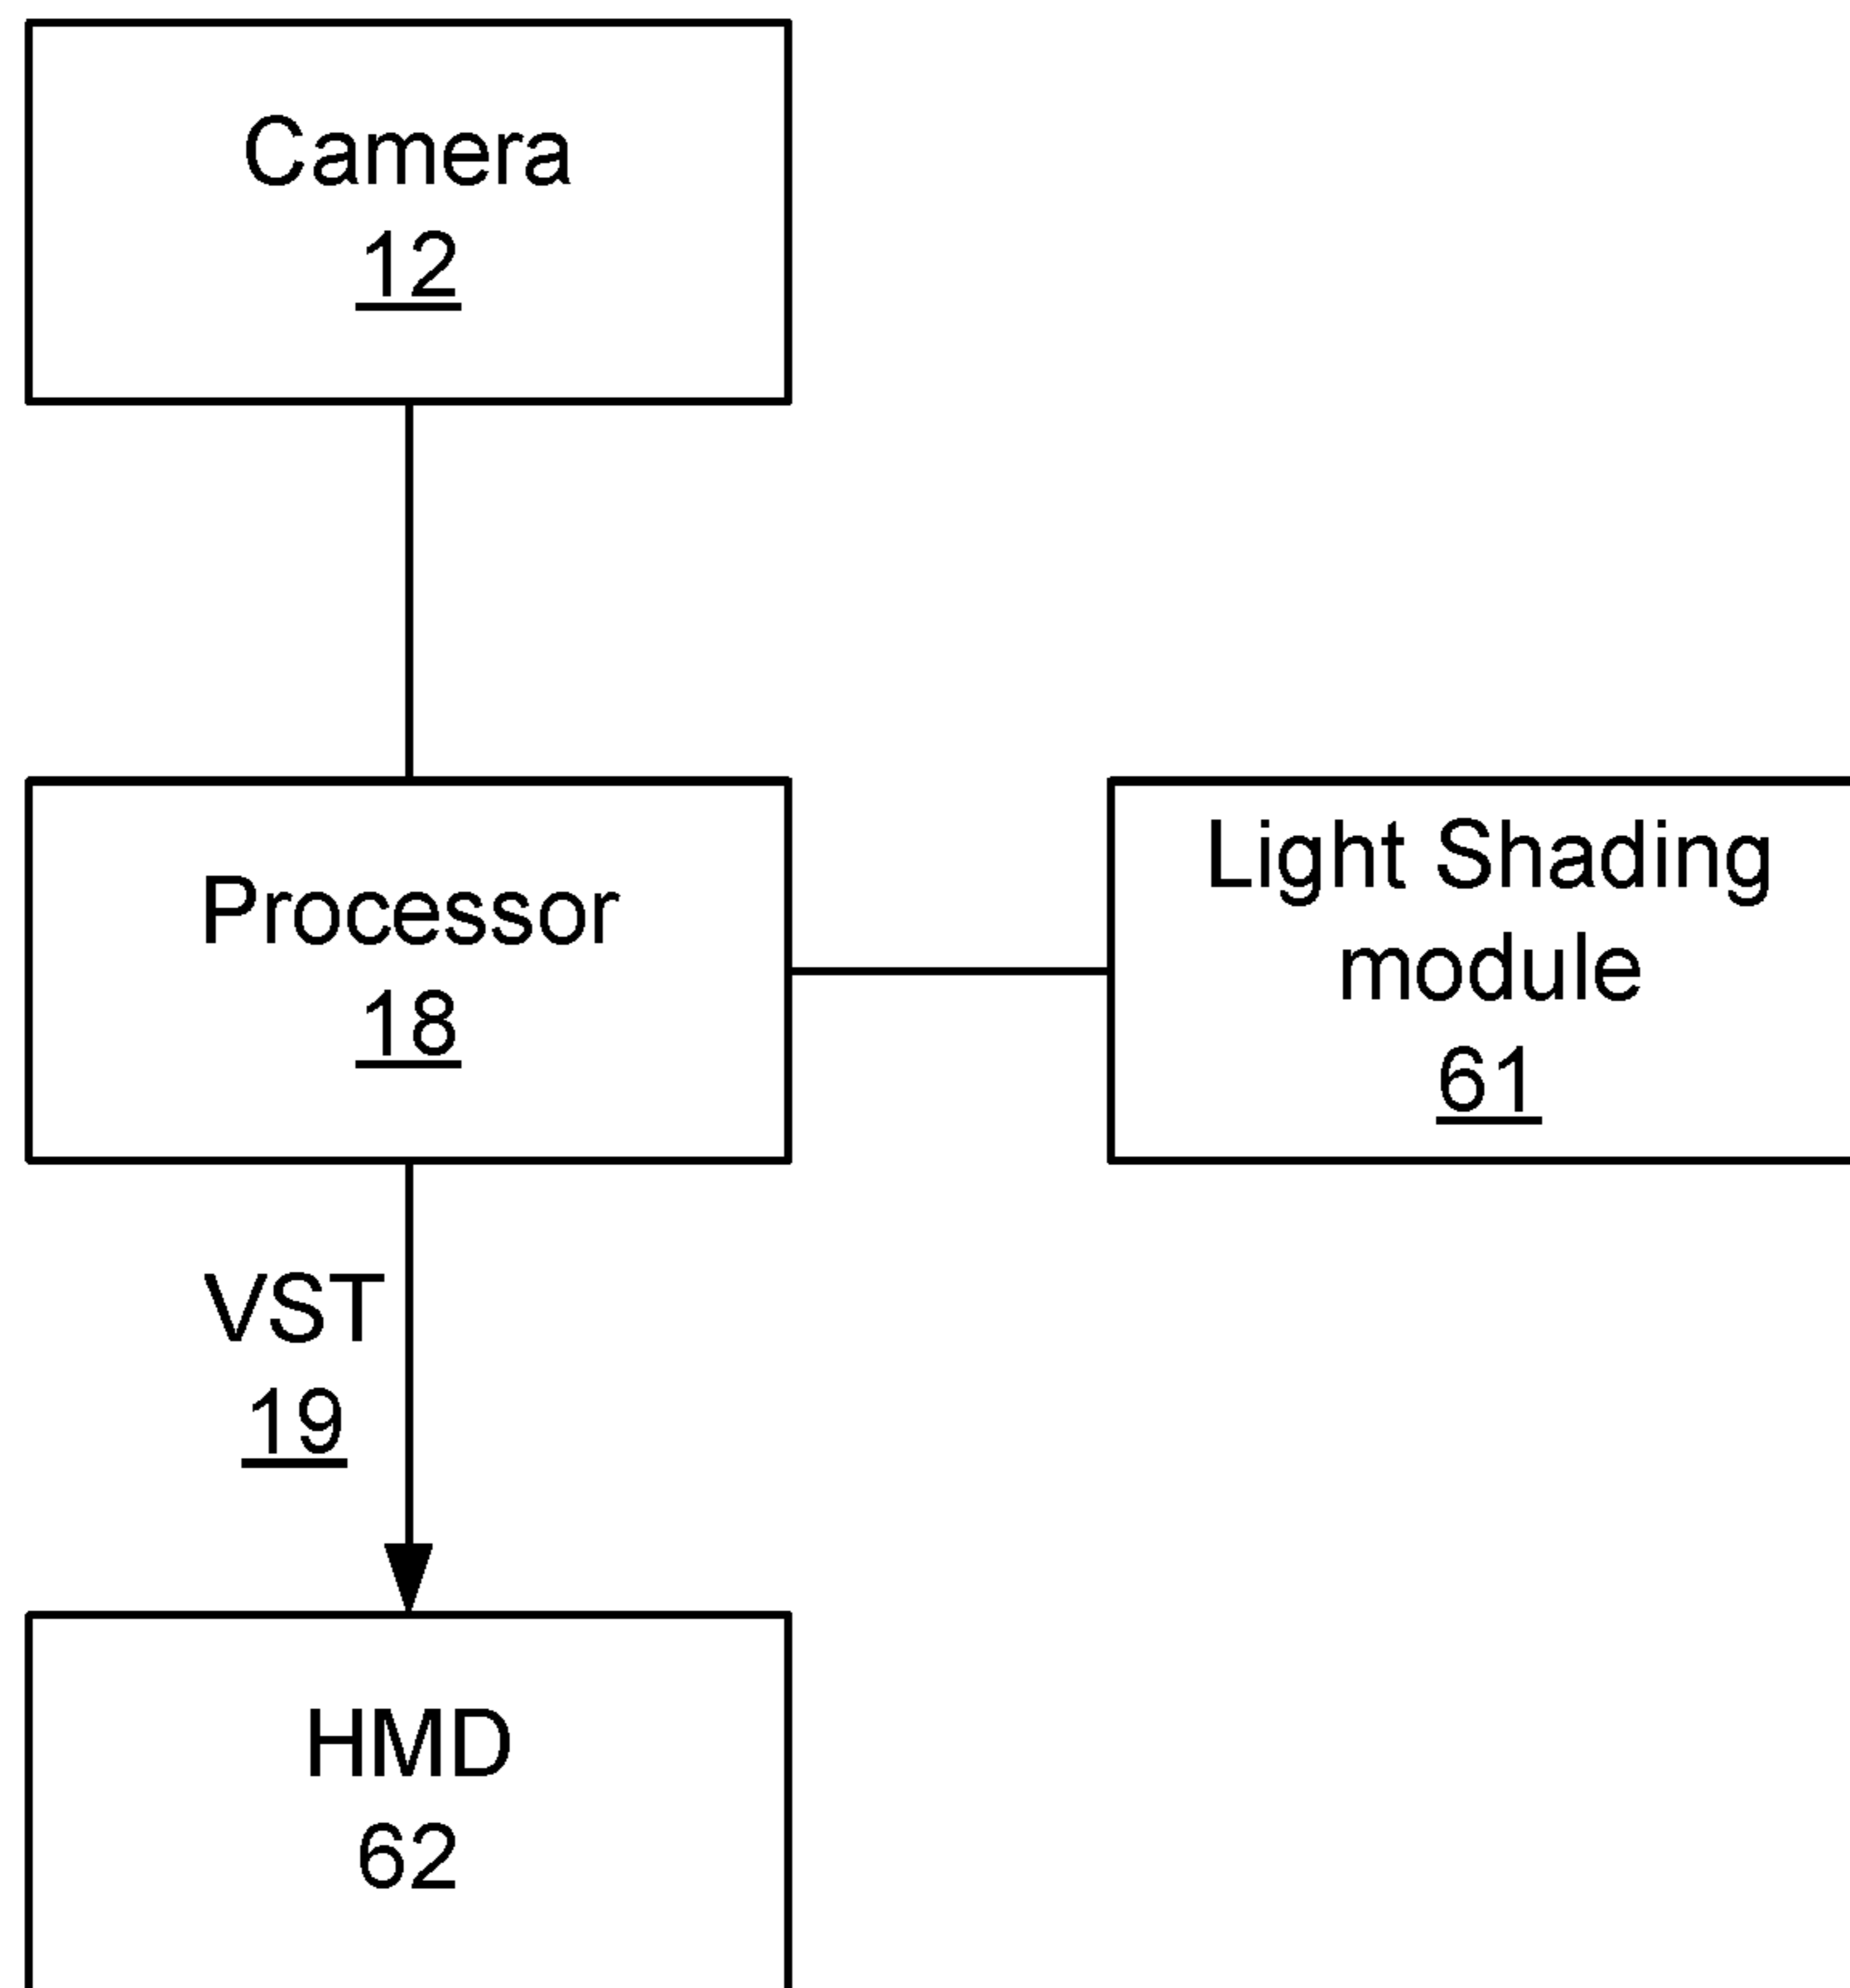 Camera
12
Processor
18
Light Shading
module
61
VST
19
HMD
62